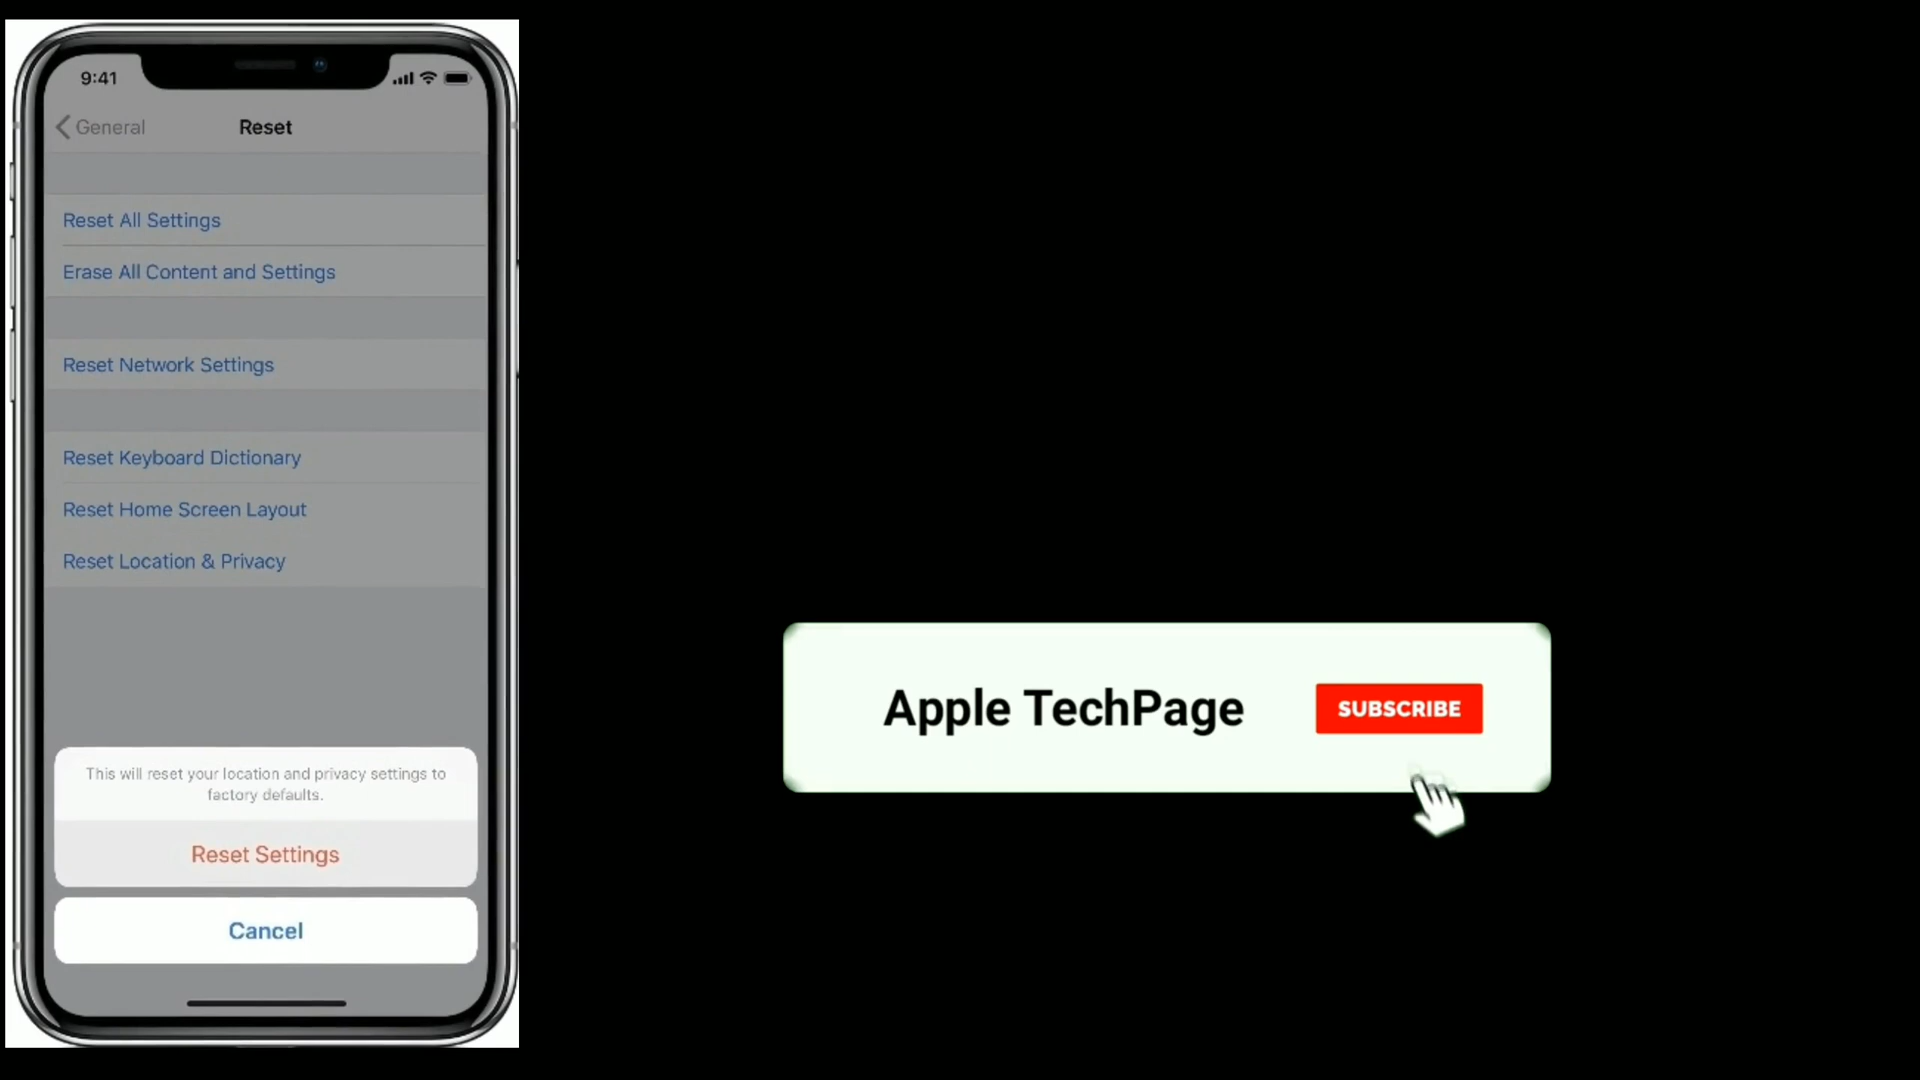 9:41
General
Reset
Reset All Settings
Erase All Content and Settings
Reset Network Settings
Reset Keyboard Dictionary
Reset Home Screen Layout
Reset Location & Privacy
This will reset your location and privacy settings to
factory defaults.
Reset Settings
Cancel
Apple TechPage
SUBSCRIBE